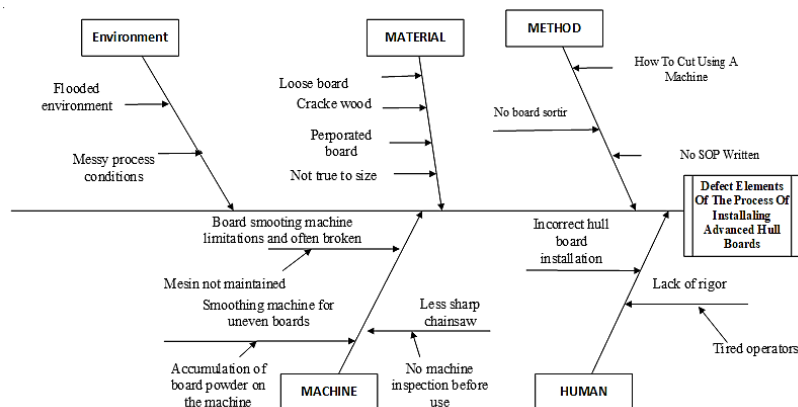 Environment
MATERIAL
METHOD
Flooded
environment
Messy process
conditions
Loose board
Cracke wood
Perporated
board
Not true to size
How To Cut Using A
Machine
No board sortir
No SOP Written
Defect Elements
Of The Process Of
Installaling
Advanced Hull
Boards
Board smooting machine
limitations and often broken
Mesin not maintained
Smoothing machine for
uneven boards
Accumulation of
board powder on
the machine
Less sharp
chainsaw
No machine
inspection before
use
MACHINE
Incorrect hull
board
installation
Lack of rigor
Tired operators
HUMAN